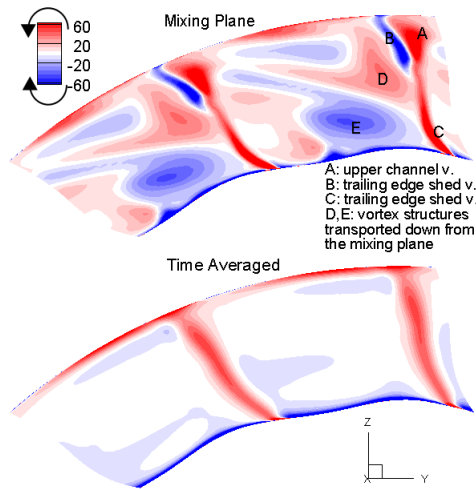 Mixing Plane
60
20
-20
-60
A
B
D
E
C
A: upper channel v.
B: trailing edge shed v.
C: trailing edge shed v.
D,E: vortex structures
transported down from
the mixing plane
Time Averaged
Z
X
Y